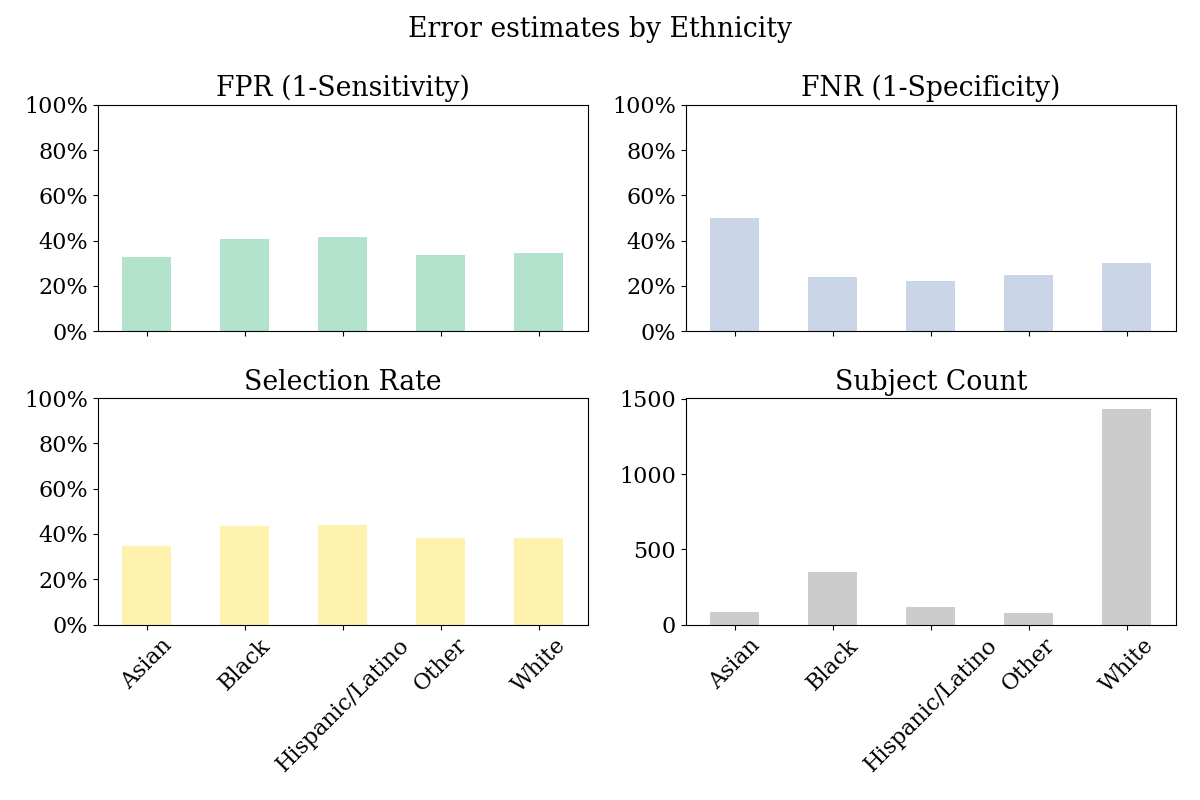 Error estimates by Ethnicity
FPR (1-Sensitivity)
100%
80%
60%
40%
20%
0%
FNR (1-Specificity)
100%
80%
60%
40%
20%
0%
Selection Rate
100%
80%
60%
40%
20%
0%
Asian
Black
Hispanic/Latino
Other
White
Subject Count
1500
1000
500
0
Asian
Black
Hispanic/Latino
Other
White